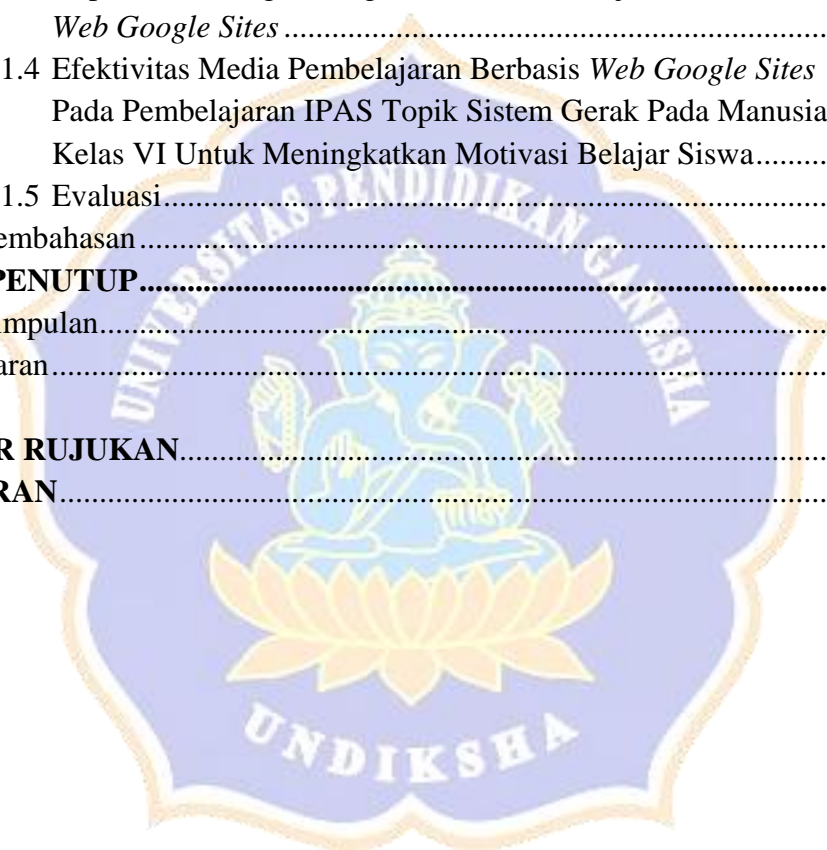 Web Google Sites
1.4 Efektivitas Media Pembelajaran Berbasis Web Google Sites
Pada Pembelajaran IPAS Topik Sistem Gerak Pada Manusia
Kelas VI Untuk Meningkatkan Motivasi Belajar Siswa
1.5 Evaluasi
embahasan
PENUTUP
impulan
aran
R RUJUKAN
RAN
UNIVERSITAS PENDIDIKAN GANESHA
UNDIKSHA